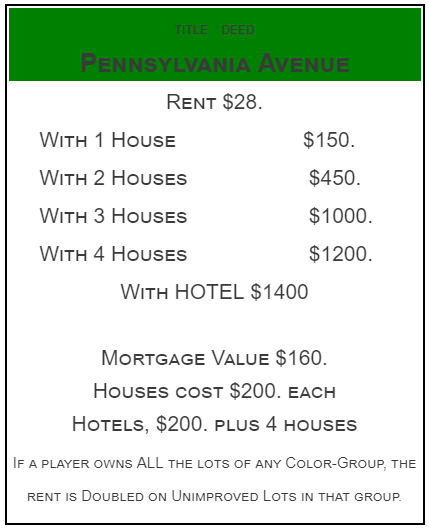 TITLE DEED
PENNSYLVANIA AVENUE
RENT $28.
WITH 1 HOUSE $150.
WITH 2 HOUSES $450.
WITH 3 HOUSES $1000.
WITH 4 HOUSES $1200.
WITH HOTEL $1400
MORTGAGE VALUE $160.
HOUSES COST $200. EACH
HOTELS, $200. PLUS 4 HOUSES
IF A PLAYER OWNS ALL THE LOTS OF ANY COLOR-GROUP, THE
RENT IS DOUBLED ON UNIMPROVED LOTS IN THAT GROUP.